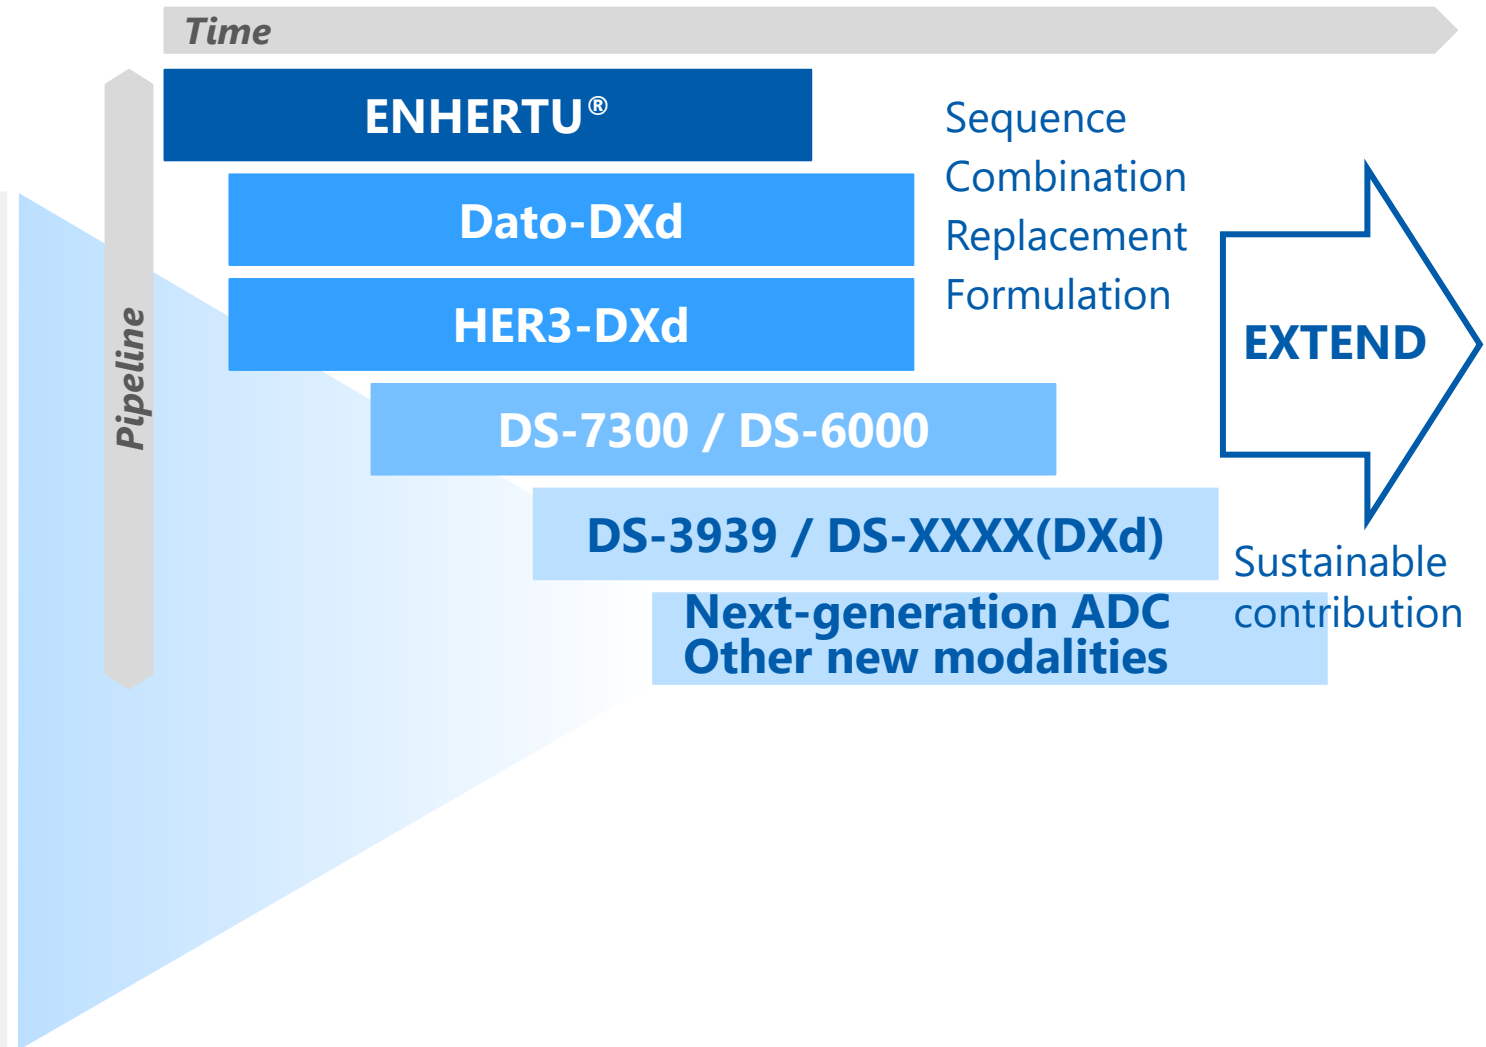 Time
Pipeline
ENHERTU®
Dato-DXd
HER3-DXd
DS-7300 / DS-6000
DS-3939 / DS-XXXX(DXd)
Next-generation ADC
Other new modalities
Sequence
Combination
Replacement
Formulation
EXTEND
Sustainable
contribution